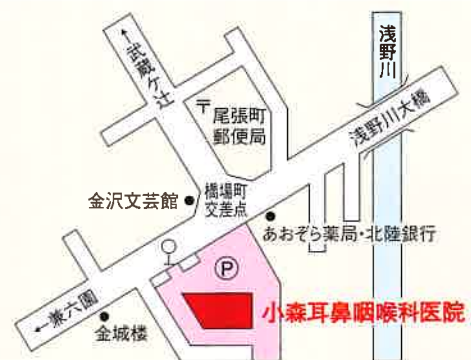 ←武蔵ケ辻
浅野川
〒尾張町
郵便局
浅野川大橋
金沢文芸館
橋場町
交差点
あおぞら薬局・北陸銀行
P
小森耳鼻咽喉科医院
←兼六園
金城楼